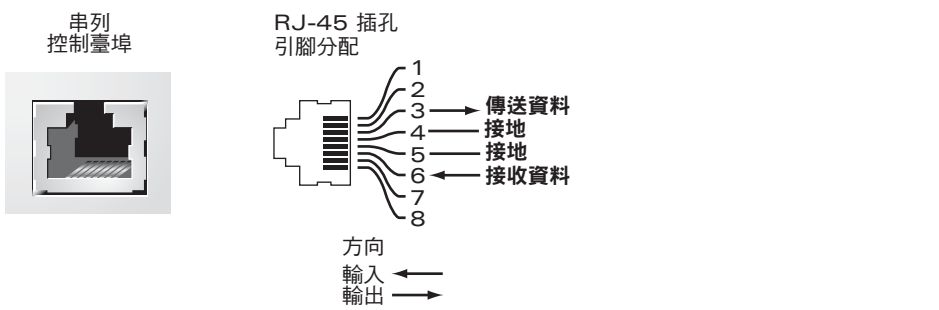 串列
控制臺埠
RJ-45 插孔
引腳分配
1
2
3 傳送資料
4 接地
5 接地
6 接收資料
7
8
方向
輸入
輸出